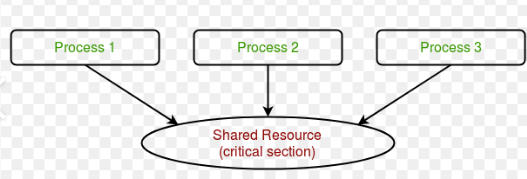 Process 1
Process 2
Process 3
Shared Resource
(critical section)